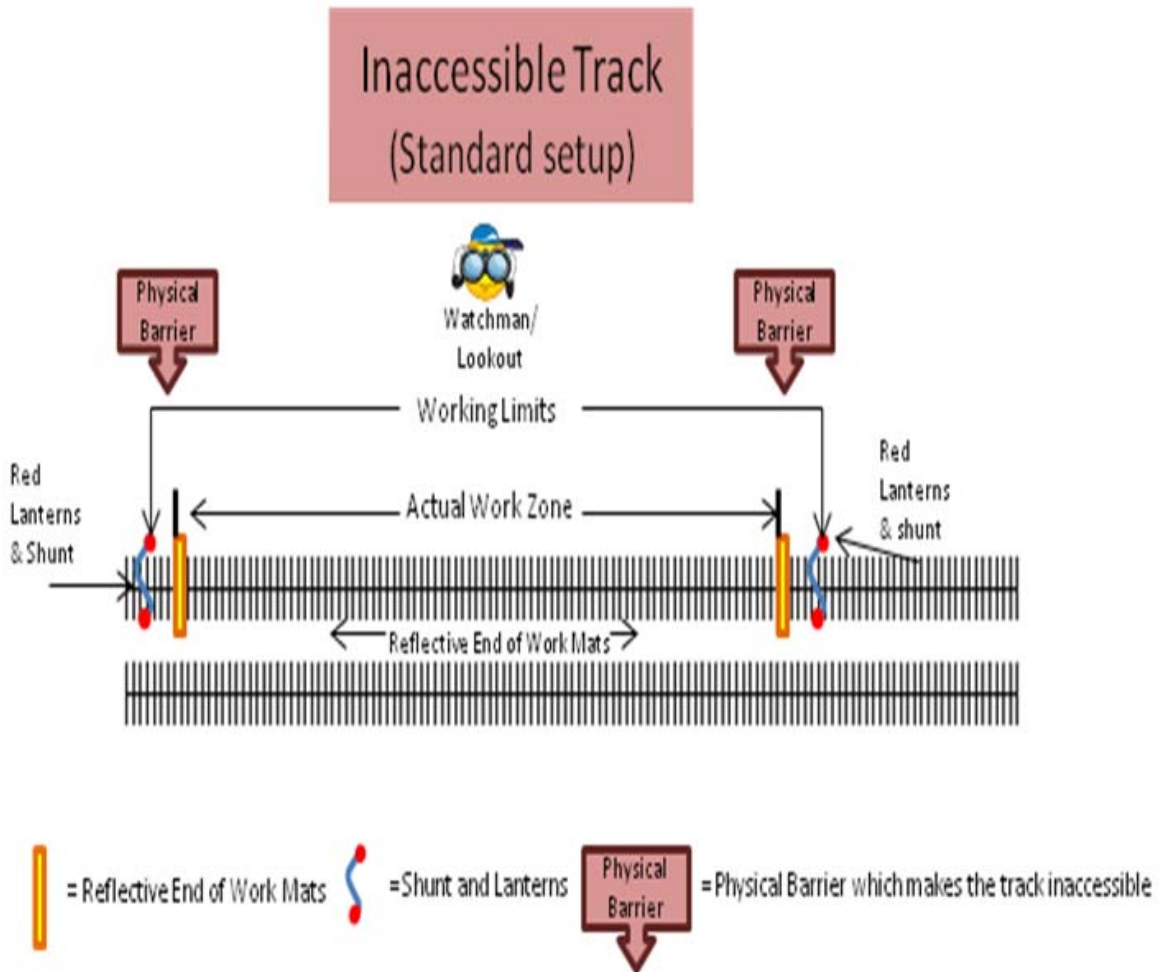 Inaccessible Track
(Standard setup)
Physical
Barrier
Watchman/
Lookout
Physical
Barrier
Working Limits
Red
Lanterns
& Shunt
Actual Work Zone
Red
Lanterns
& shunt
Reflective End of Work Mats
= Reflective End of Work Mats
=Shunt and Lanterns
Physical
Barrier
=Physical Barrier which makes the track inaccessible